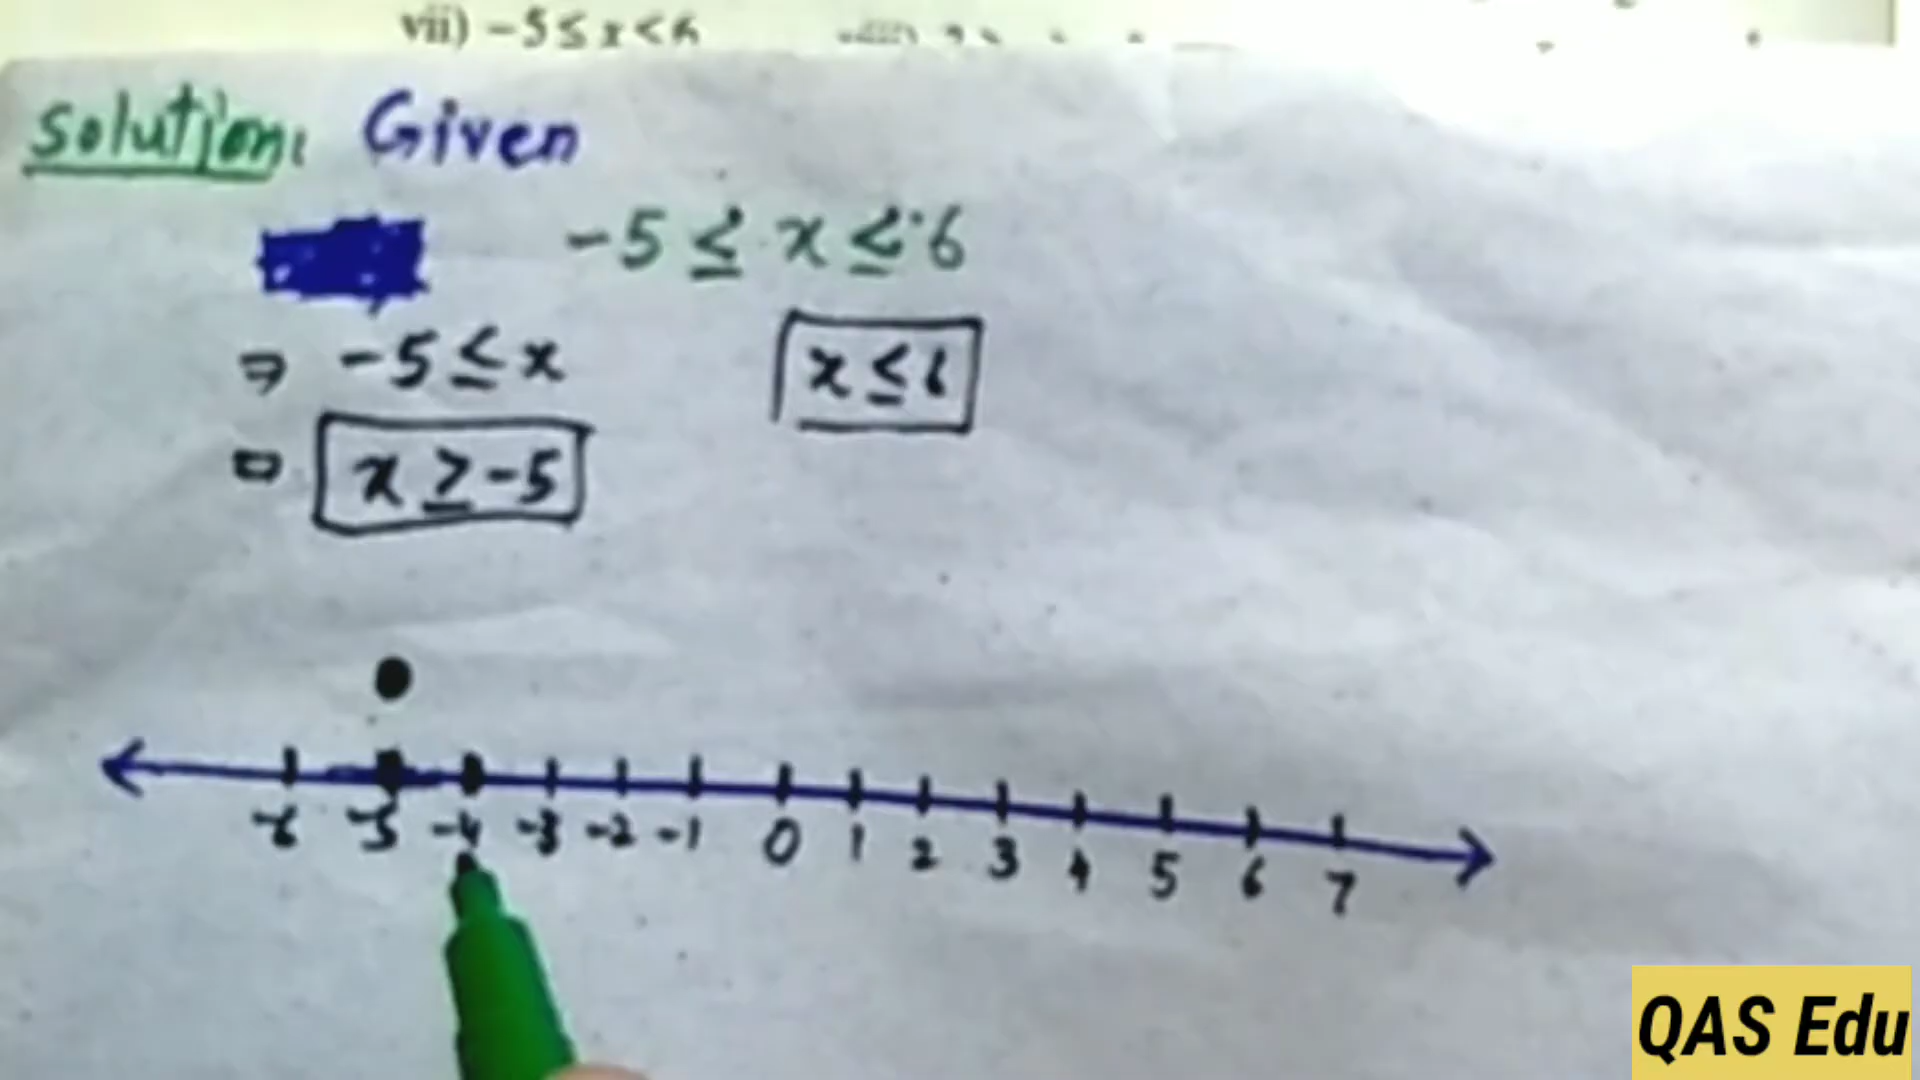 vii) -5 ≤ x < 6
Solution: Given
-5 ≤ x ≤ 6
⇒ -5 ≤ x
x ≤ 6
⇒ x ≥ -5
-6 -5 -4 -3 -2 -1 0 1 2 3 4 5 6 7
QAS Edu